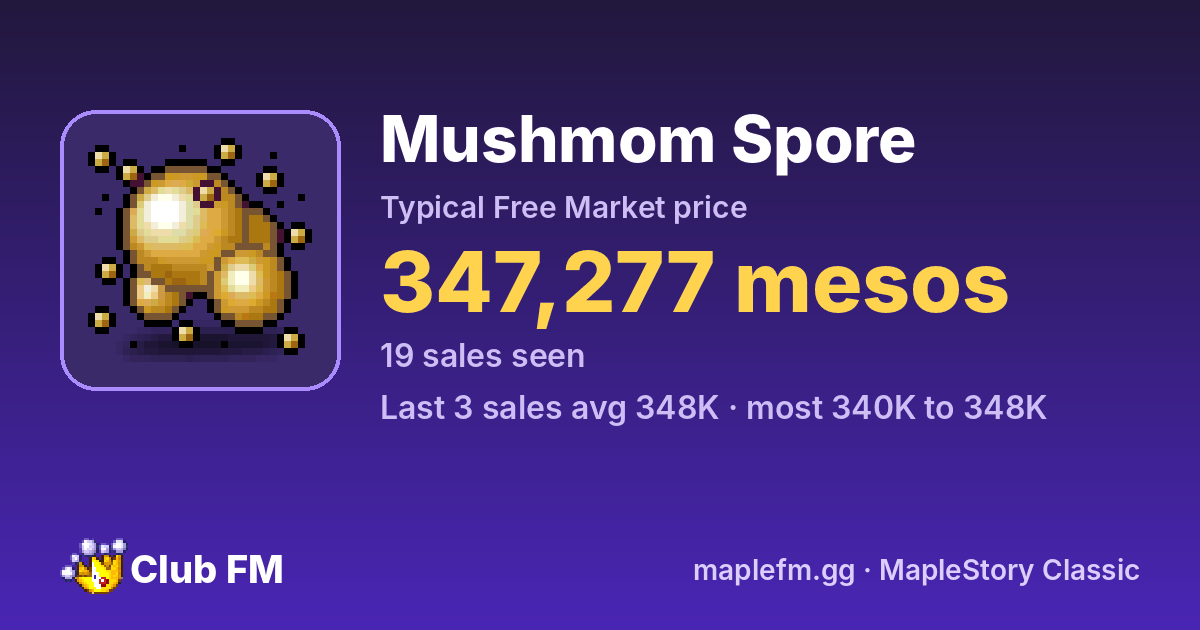 Mushmom Spore
Typical Free Market price
347,277 mesos
19 sales seen
Last 3 sales avg 348K · most 340K to 348K
Club FM
maplefm.gg · MapleStory Classic